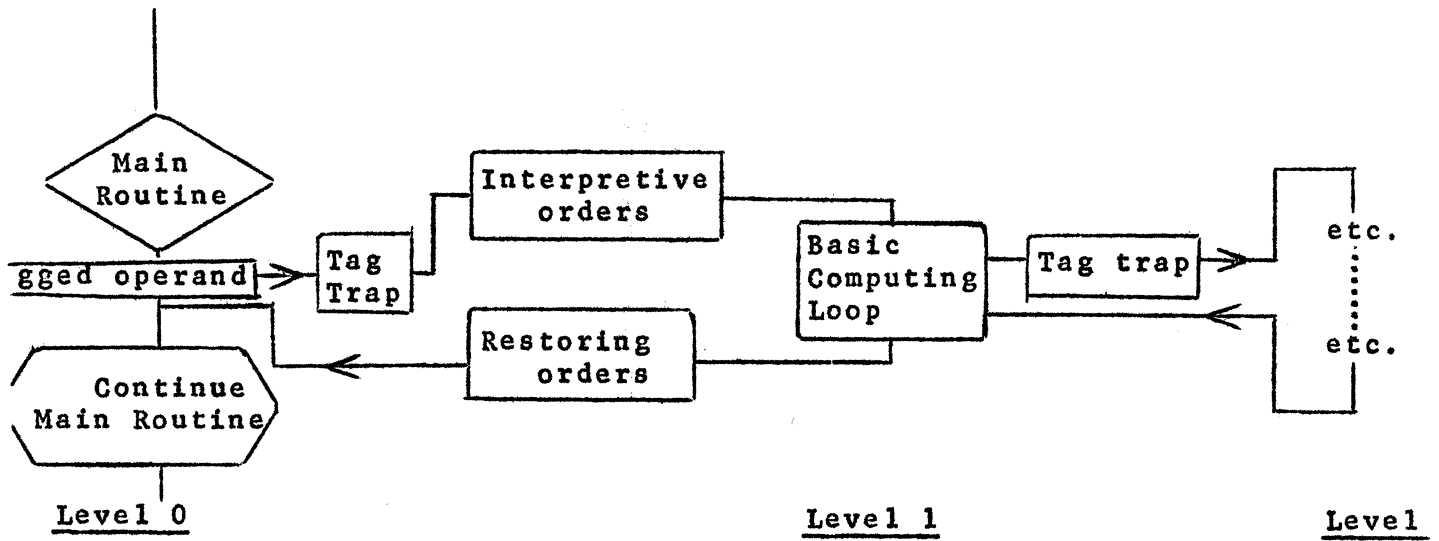 Main
Routine
gged operand
Tag
Trap
Interpretive
orders
Basic
Computing
Loop
Tag trap
etc.
etc.
Restoring
orders
Continue
Main Routine
Level 0
Level 1
Level